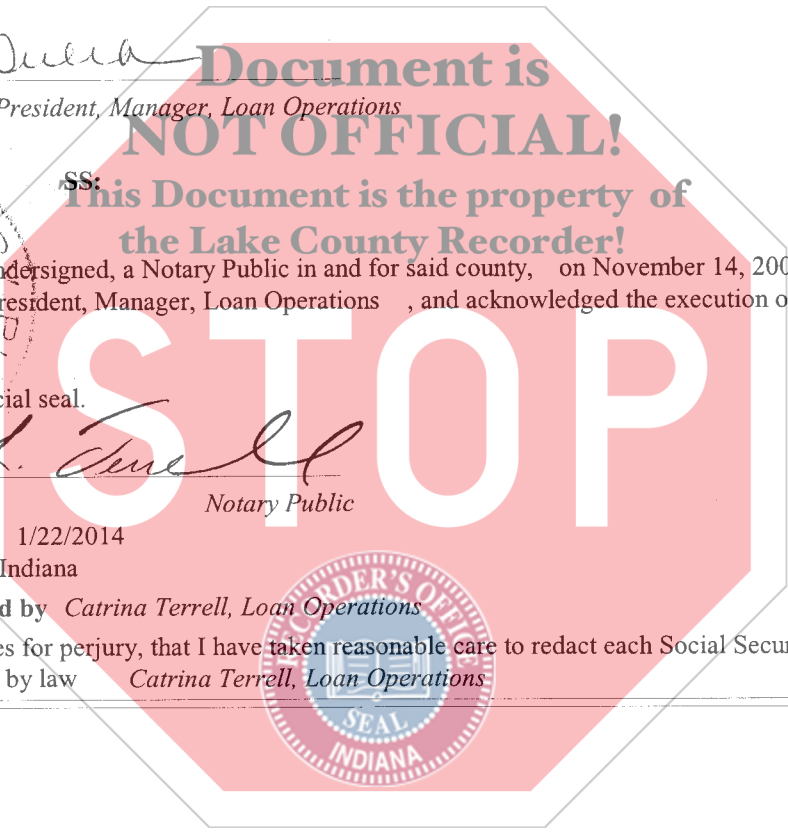 Document is
President, Manager, Loan Operations
NOT OFFICIAL!
SS:
This Document is the property of
the Lake County Recorder!
ndersigned, a Notary Public in and for said county, on November 14, 200
resident, Manager, Loan Operations , and acknowledged the execution o
STOP
cial seal.
L. Terrell
Notary Public
1/22/2014
Indiana
d by Catrina Terrell, Loan Operations
es for perjury, that I have taken reasonable care to redact each Social Secur
by law Catrina Terrell, Loan Operations
RECORDER'S OFFICE
SEAL
INDIANA